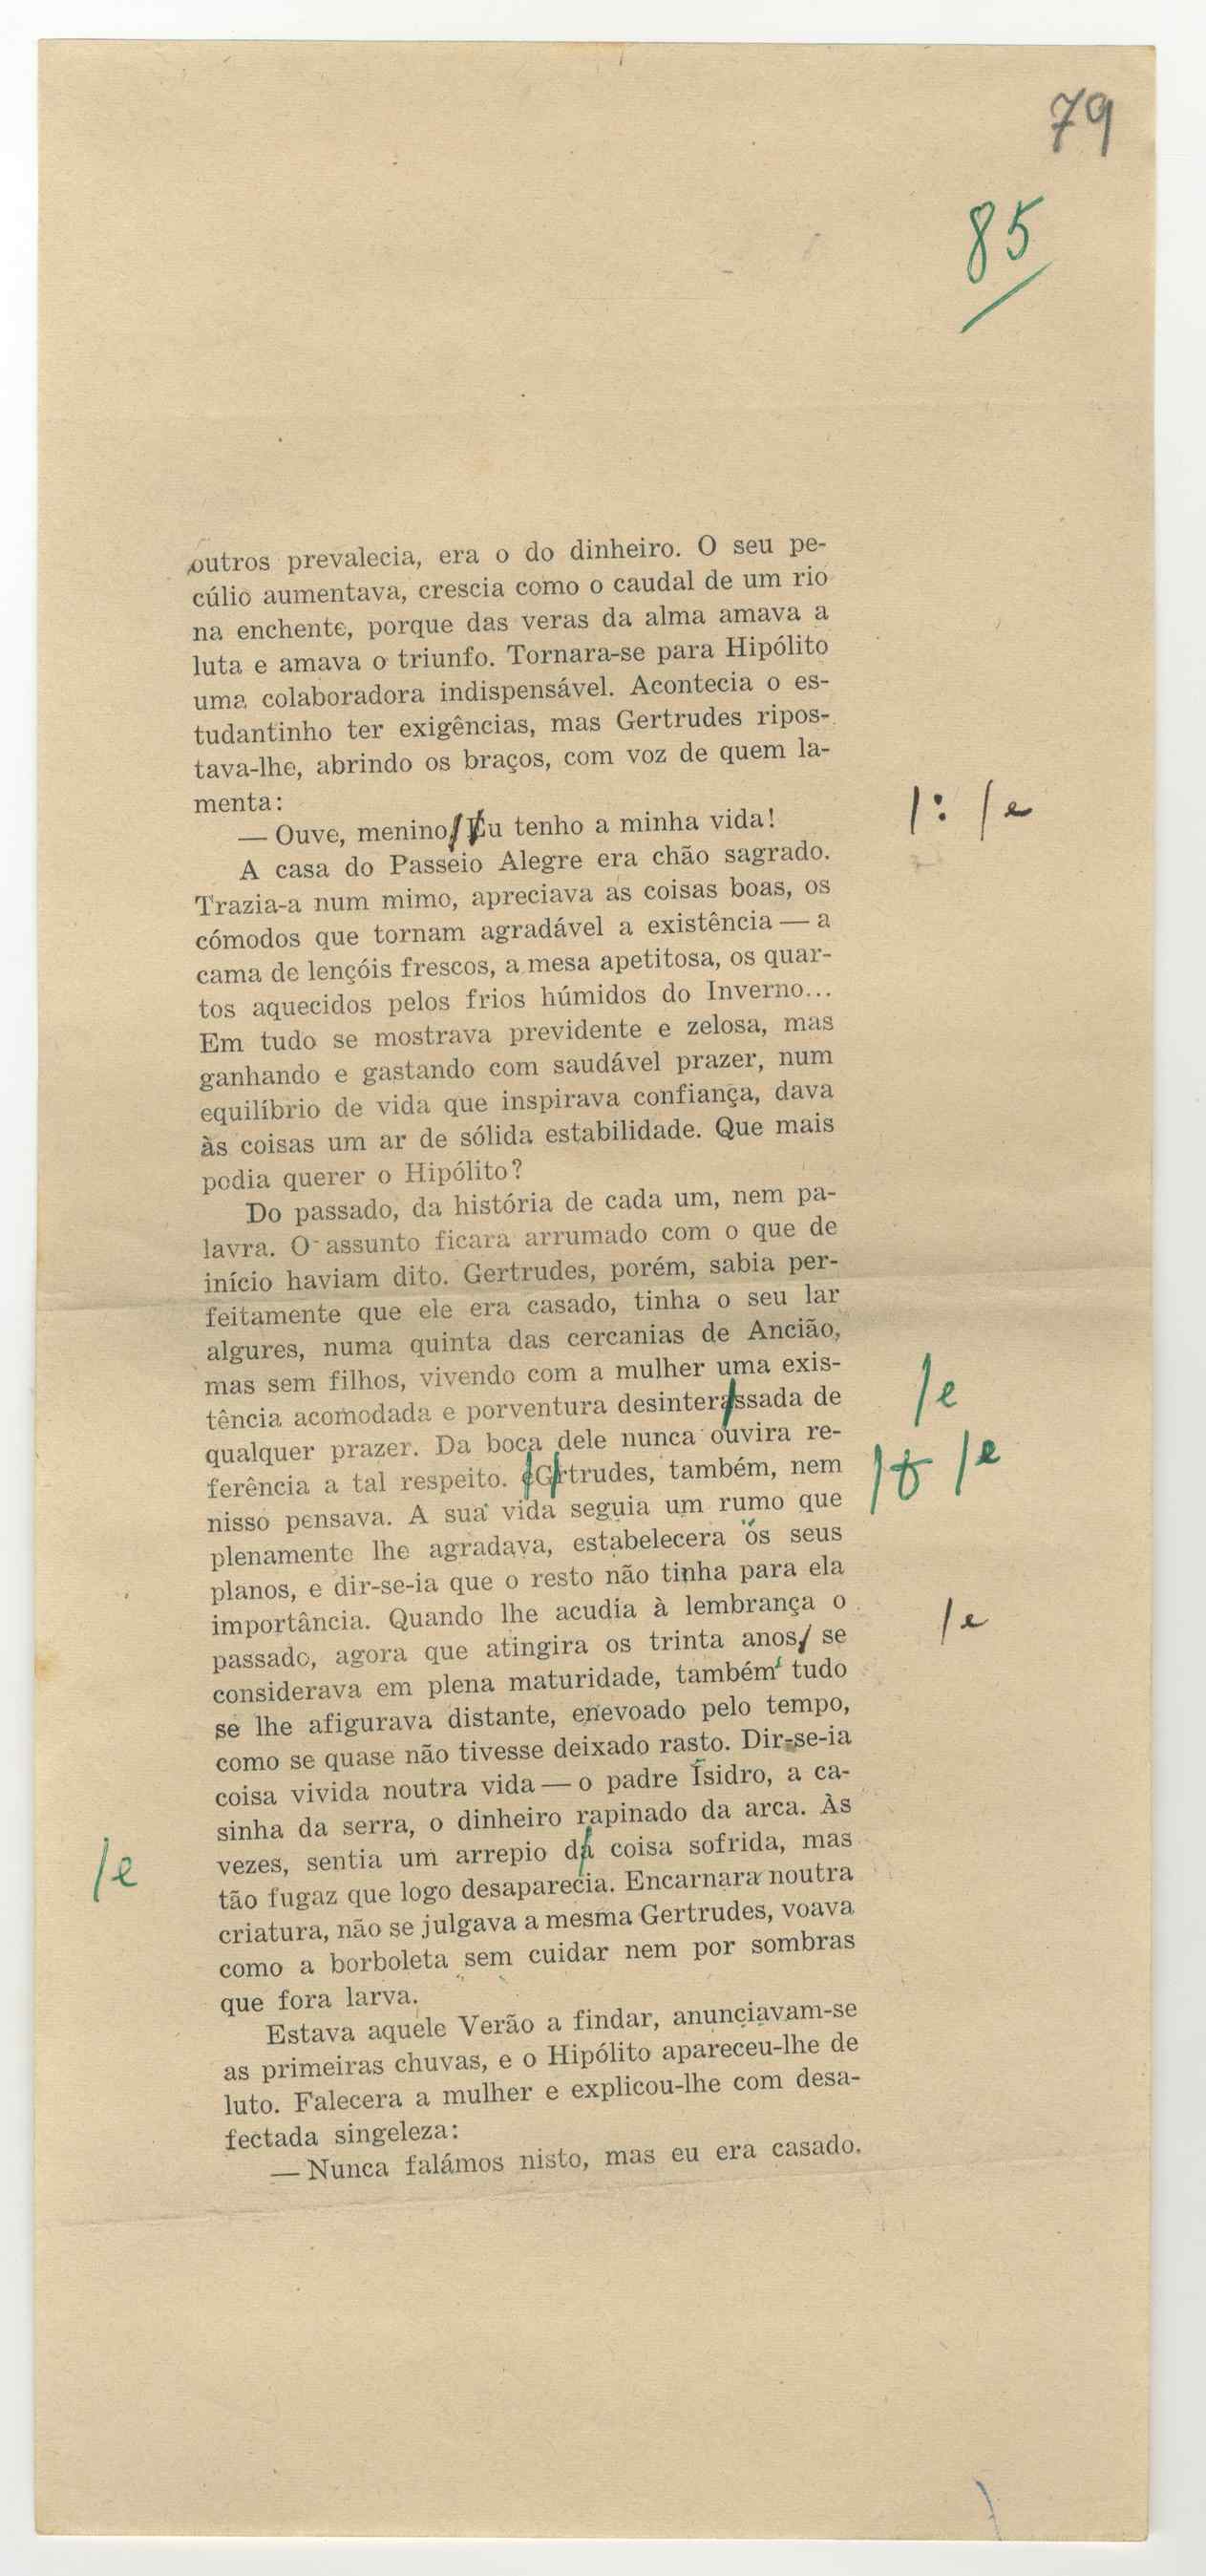 79
85
outros prevalecia, era o do dinheiro. O seu pe-
cúlio aumentava, crescia como o caudal de um rio
na enchente, porque das veras da alma amava a
luta e amava o triunfo. Tornara-se para Hipólito
uma colaboradora indispensável. Acontecia o es-
tudantinho ter exigências, mas Gertrudes ripos-
tava-lhe, abrindo os braços, com voz de quem la-
menta:
— Ouve, menino Eu tenho a minha vida! /: /e
A casa do Passeio Alegre era chão sagrado.
Trazia-a num mimo, apreciava as coisas boas, os
cómodos que tornam agradável a existência — a
cama de lençóis frescos, a mesa apetitosa, os quar-
tos aquecidos pelos frios húmidos do Inverno...
Em tudo se mostrava previdente e zelosa, mas
ganhando e gastando com saudável prazer, num
equilíbrio de vida que inspirava confiança, dava
às coisas um ar de sólida estabilidade. Que mais
podia querer o Hipólito?
Do passado, da história de cada um, nem pa-
lavra. O assunto ficara arrumado com o que de
início haviam dito. Gertrudes, porém, sabia per-
feitamente que ele era casado, tinha o seu lar
algures, numa quinta das cercanias de Ancião,
mas sem filhos, vivendo com a mulher uma exis-
tência acomodada e porventura desinterassada de /e
qualquer prazer. Da boca dele nunca ouvira re-
ferência a tal respeito. eGrtrudes, também, nem /e
nisso pensava. A sua vida seguia um rumo que
plenamente lhe agradava, estabelecera os seus
planos, e dir-se-ia que o resto não tinha para ela
importância. Quando lhe acudia à lembrança o
passado, agora que atingira os trinta anos, se /e
considerava em plena maturidade, também tudo
se lhe afigurava distante, enevoado pelo tempo,
como se quase não tivesse deixado rasto. Dir-se-ia
coisa vivida noutra vida — o padre Ísidro, a ca-
sinha da serra, o dinheiro rapinado da arca. Às
/e vezes, sentia um arrepio da coisa sofrida, mas
tão fugaz que logo desaparecia. Encarnara noutra
criatura, não se julgava a mesma Gertrudes, voava
como a borboleta sem cuidar nem por sombras
que fora larva.
Estava aquele Verão a findar, anunciavam-se
as primeiras chuvas, e o Hipólito apareceu-lhe de
luto. Falecera a mulher e explicou-lhe com desa-
fectada singeleza:
— Nunca falámos nisto, mas eu era casado.